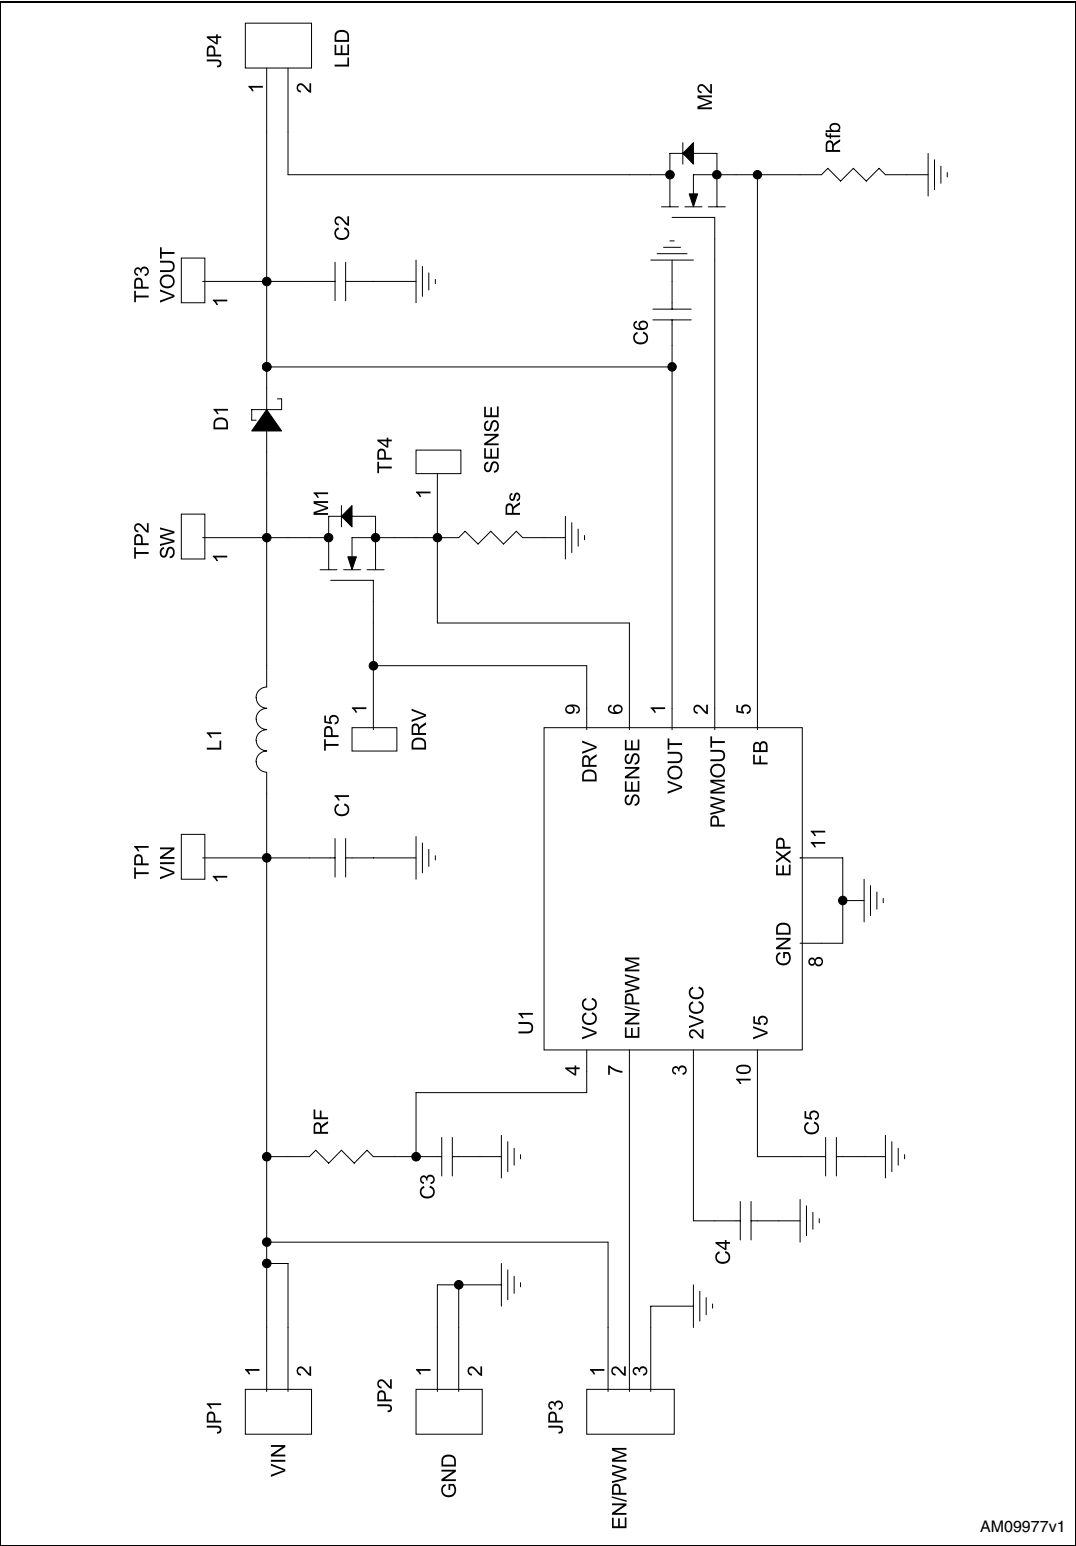 JP1
VIN
1
2
JP2
GND
1
2
JP3
EN/PWM
1
2
3
RF
C3
C4
C5
TP1
VIN
1
C1
L1
TP2
SW
1
D1
TP3
VOUT
1
C2
JP4
LED
1
2
M1
TP4
SENSE
1
Rs
TP5
DRV
1
U1
VCC
4
EN/PWM
7
2VCC
3
V5
10
GND
8
EXP
11
DRV
9
SENSE
6
VOUT
1
PWMOUT
2
FB
5
C6
M2
Rfb
AM09977v1